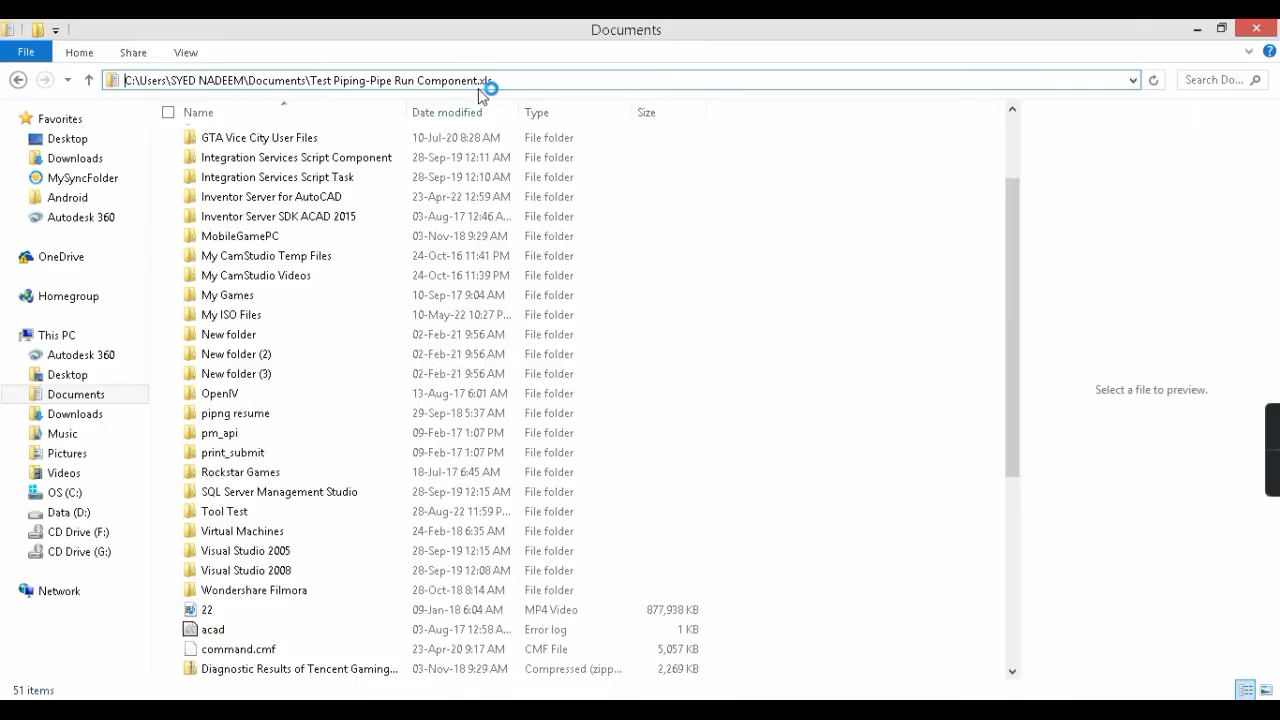 Documents
File Home Share View
C:\Users\SYED NADEEM\Documents\Test Piping-Pipe Run Component.xls
Search Do...
Name Date modified Type Size
Favorites
Desktop
Downloads
MySyncFolder
Android
Autodesk 360
OneDrive
Homegroup
This PC
Autodesk 360
Desktop
Documents
Downloads
Music
Pictures
Videos
OS (C:)
Data (D:)
CD Drive (F:)
CD Drive (G:)
Network
GTA Vice City User Files 10-Jul-20 8:28 AM File folder
Integration Services Script Component 28-Sep-19 12:11 AM File folder
Integration Services Script Task 28-Sep-19 12:10 AM File folder
Inventor Server for AutoCAD 23-Apr-22 12:59 AM File folder
Inventor Server SDK ACAD 2015 03-Aug-17 12:46 A... File folder
MobileGamePC 03-Nov-18 9:29 AM File folder
My CamStudio Temp Files 24-Oct-16 11:41 PM File folder
My CamStudio Videos 24-Oct-16 11:39 PM File folder
My Games 10-Sep-17 9:04 AM File folder
My ISO Files 10-May-22 10:27 P... File folder
New folder 02-Feb-21 9:56 AM File folder
New folder (2) 02-Feb-21 9:56 AM File folder
New folder (3) 02-Feb-21 9:56 AM File folder
OpenIV 13-Aug-17 6:01 AM File folder
pipng resume 29-Sep-18 5:37 AM File folder
pm_api 09-Feb-17 1:07 PM File folder
print_submit 09-Feb-17 1:07 PM File folder
Rockstar Games 18-Jul-17 6:45 AM File folder
SQL Server Management Studio 28-Sep-19 12:15 AM File folder
Tool Test 28-Aug-22 11:59 P... File folder
Virtual Machines 24-Feb-18 6:35 AM File folder
Visual Studio 2005 28-Sep-19 12:15 AM File folder
Visual Studio 2008 28-Sep-19 12:08 AM File folder
Wondershare Filmora 28-Oct-18 8:14 AM File folder
22 09-Jan-18 6:04 AM MP4 Video 877,938 KB
acad 03-Aug-17 12:58 A... Error log 1 KB
command.cmf 23-Apr-20 9:17 AM CMF File 5,057 KB
Diagnostic Results of Tencent Gaming... 03-Nov-18 9:29 AM Compressed (zipp... 2,269 KB
Select a file to preview.
51 items